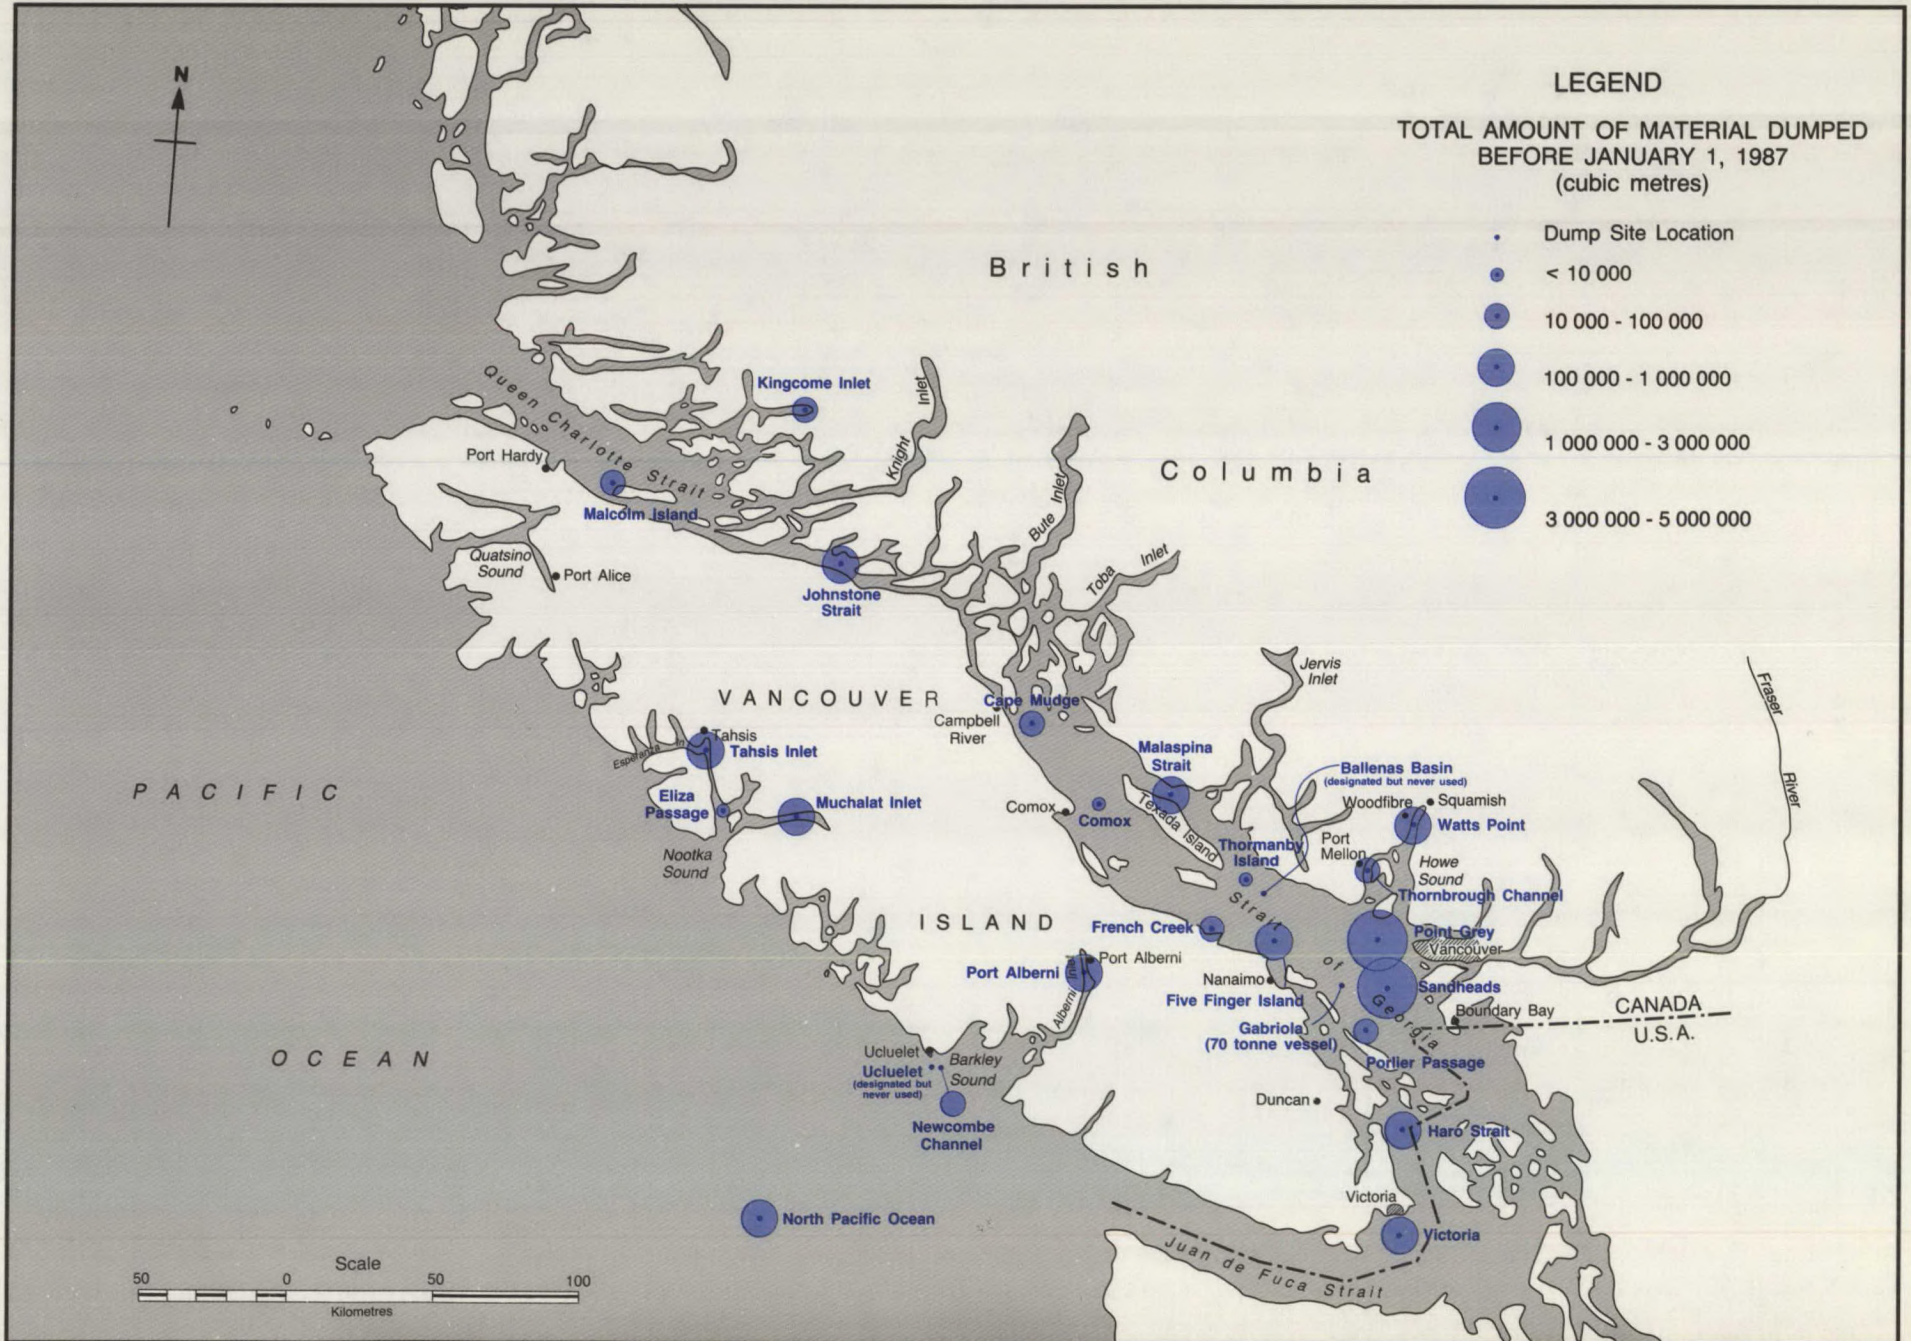 N
LEGEND
TOTAL AMOUNT OF MATERIAL DUMPED
BEFORE JANUARY 1, 1987
(cubic metres)
Dump Site Location
< 10 000
10 000 - 100 000
100 000 - 1 000 000
1 000 000 - 3 000 000
3 000 000 - 5 000 000
British
Columbia
Kingcome Inlet
Queen Charlotte Strait
Knight Inlet
Port Hardy
Malcolm Island
Bute Inlet
Toba Inlet
Quatsino
Sound
Port Alice
Johnstone
Strait
Jervis
Inlet
Fraser River
VANCOUVER
Cape Mudge
Campbell
River
Tahsis
Esperanza In
Tahsis Inlet
Malaspina
Strait
Ballenas Basin
(designated but never used)
PACIFIC
Eliza
Passage
Muchalat Inlet
Comox
Comox
Texada Island
Woodfibre
Squamish
Watts Point
Port
Mellon
Thormanby
Island
Nootka
Sound
Howe
Sound
Thornbrough Channel
ISLAND
French Creek
Strait of Georgia
Point Grey
Vancouver
Port Alberni
Port Alberni
Alberni Inlet
Nanaimo
Five Finger Island
Sandheads
Boundary Bay
CANADA
U.S.A.
Gabriola
(70 tonne vessel)
Porlier Passage
OCEAN
Ucluelet
Ucluelet
(designated but
never used)
Barkley
Sound
Newcombe
Channel
Duncan
Haro Strait
Victoria
Victoria
North Pacific Ocean
Juan de Fuca Strait
Scale
50 0 50 100
Kilometres